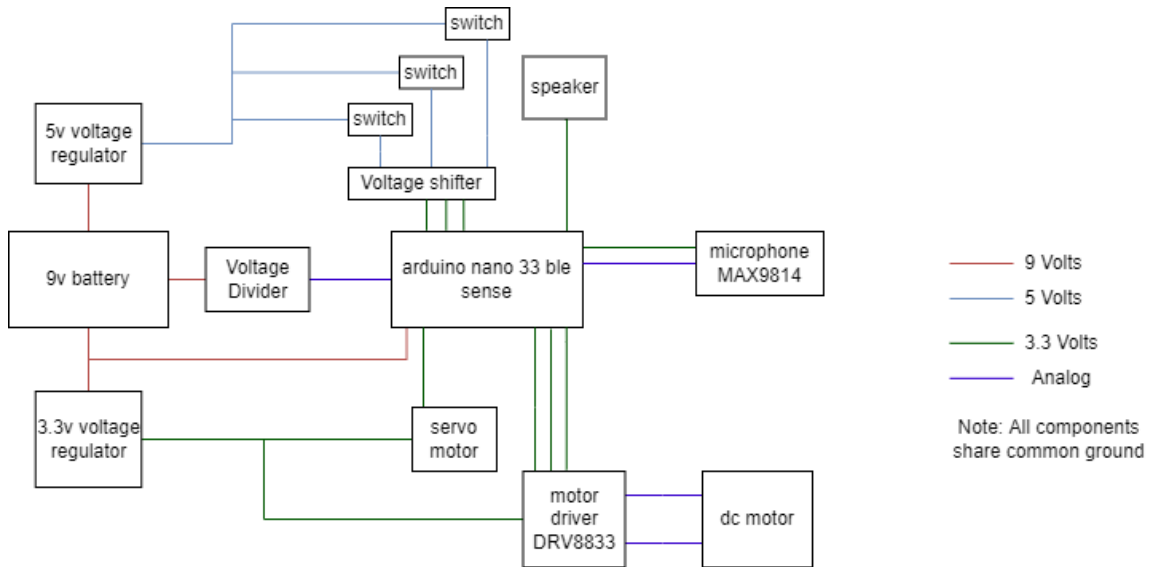 switch
switch
speaker
switch
5v voltage
regulator
Voltage shifter
9v battery
Voltage
Divider
arduino nano 33 ble
sense
microphone
MAX9814
9 Volts
5 Volts
3.3 Volts
Analog
Note: All components
share common ground
3.3v voltage
regulator
servo
motor
motor
driver
DRV8833
dc motor